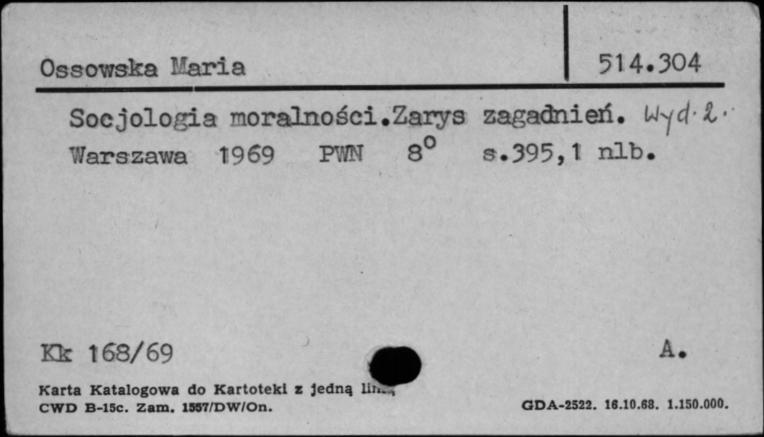 Ossowska Maria 514.304
Socjologia moralności.Zarys zagadnień. Wyd. 2.
Warszawa 1969 PWN 8° s.395,1 nlb.
Kk 168/69 A.
Karta Katalogowa do Kartoteki z jedną
CWD B-15c. Zam. 1557/DW/On. GDA-2522. 16.10.68. 1.150.000.